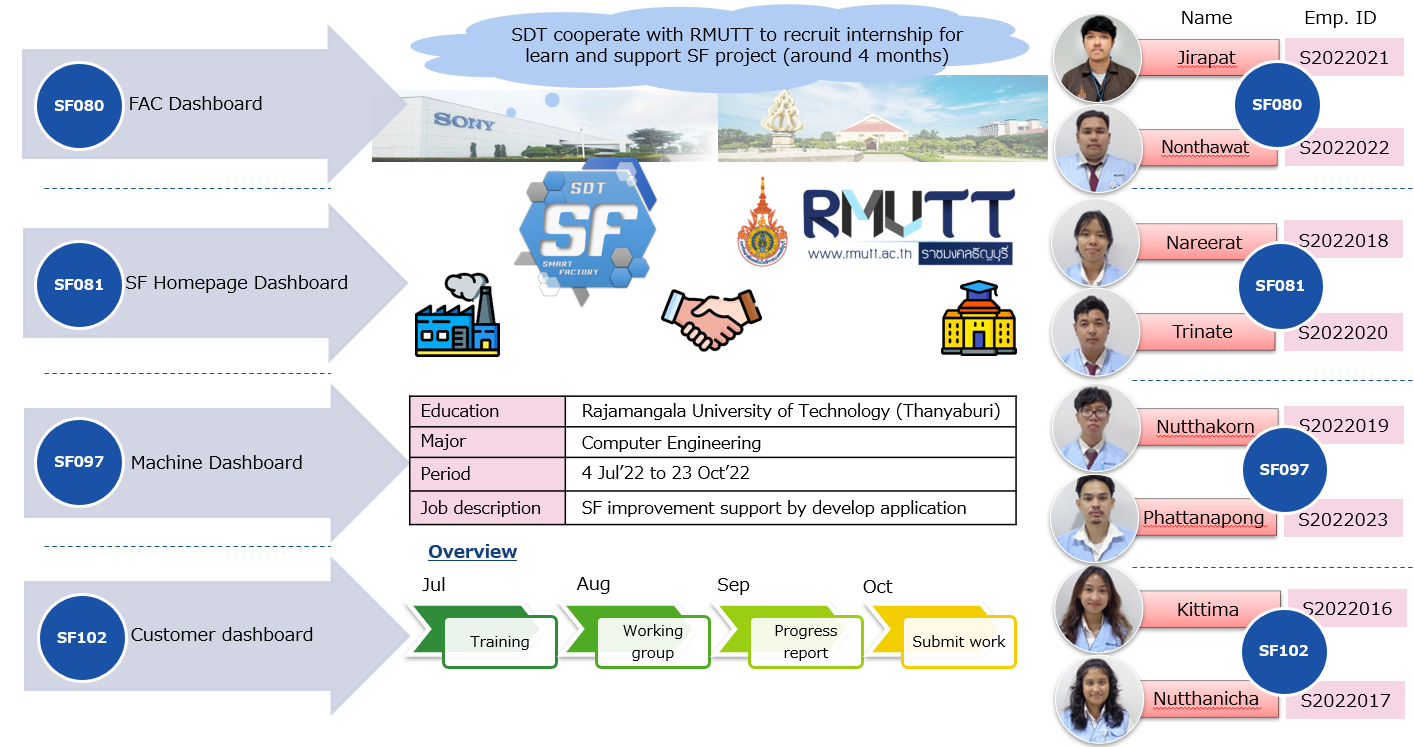 SDT cooperate with RMUTT to recruit internship for
learn and support SF project (around 4 months)
SF080
FAC Dashboard
SF081
SF Homepage Dashboard
SF097
Machine Dashboard
SF102
Customer dashboard
SONY
SDT
SF
SMART
FACTORY
RMUTT
www.rmutt.ac.th
ราชมงคลธัญบุรี
Education Rajamangala University of Technology (Thanyaburi)
Major Computer Engineering
Period 4 Jul’22 to 23 Oct’22
Job description SF improvement support by develop application
Overview
Jul Aug Sep Oct
Training
Working
group
Progress
report
Submit work
Name Emp. ID
Jirapat S2022021
SF080
Nonthawat S2022022
Nareerat S2022018
SF081
Trinate S2022020
Nutthakorn S2022019
SF097
Phattanapong S2022023
Kittima S2022016
SF102
Nutthanicha S2022017